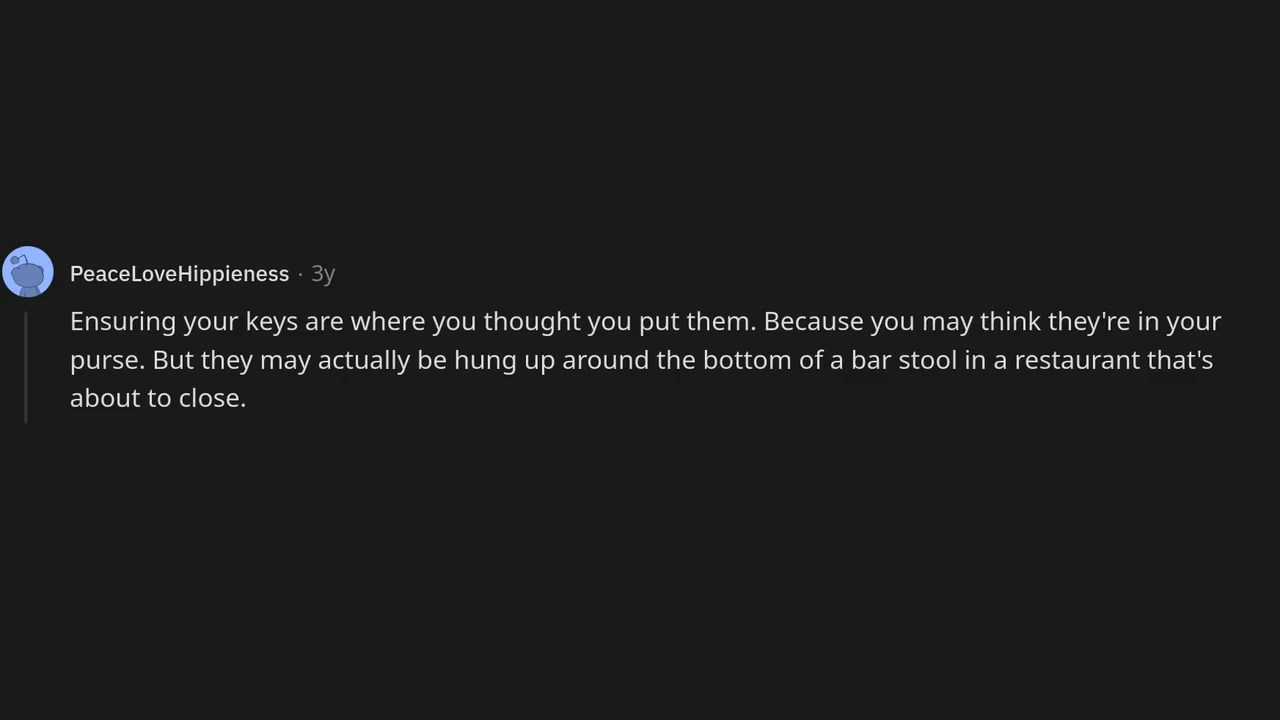 PeaceLoveHippieness · 3y
Ensuring your keys are where you thought you put them. Because you may think they're in your
purse. But they may actually be hung up around the bottom of a bar stool in a restaurant that's
about to close.